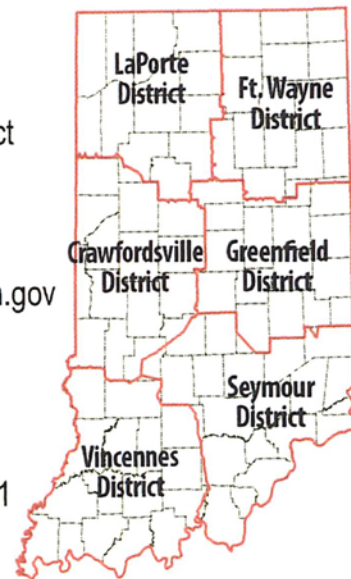 LaPorte
District
Ft. Wayne
District
ct
Crawfordsville
District
Greenfield
District
n.gov
Seymour
District
Vincennes
District
1